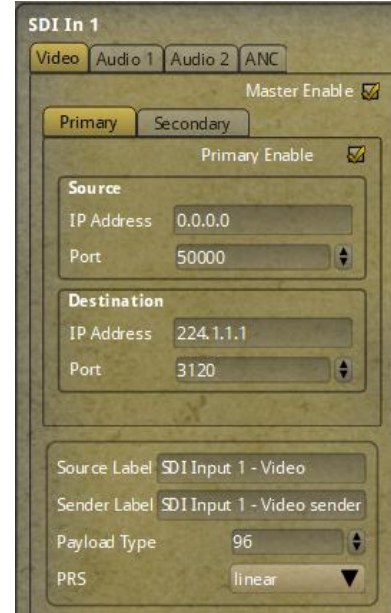 SDI In 1
Video Audio 1 Audio 2 ANC
Master Enable
Primary Secondary
Primary Enable
Source
IP Address 0.0.0.0
Port 50000
Destination
IP Address 224.1.1.1
Port 3120
Source Label SDI Input 1 - Video
Sender Label SDI Input 1 - Video sender
Payload Type 96
PRS linear